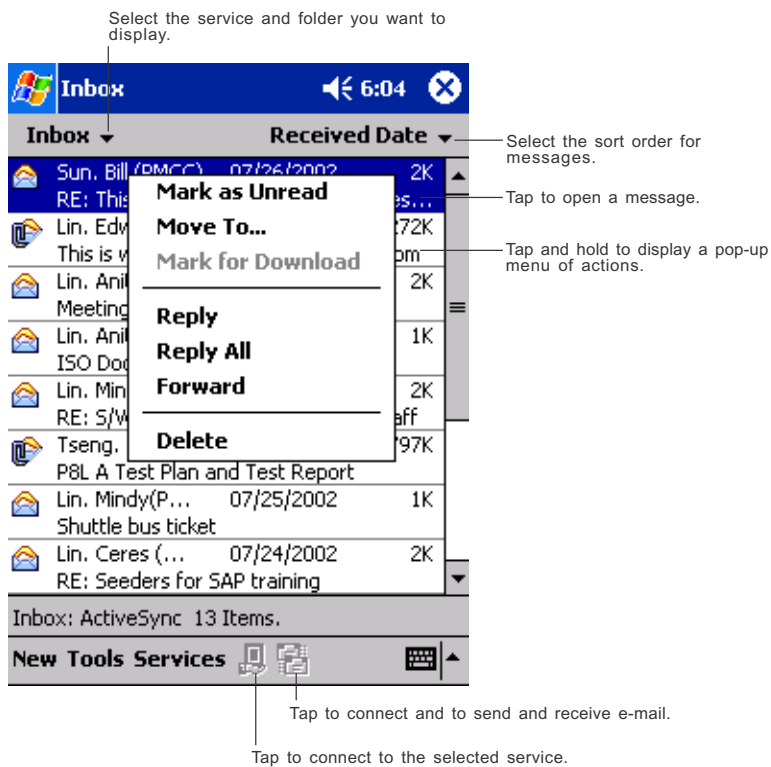 Select the service and folder you want to
display.
Inbox 6:04
Inbox Received Date
Select the sort order for
messages.
Sun. Bill (PMCC) 07/26/2002 2K
RE: This es...
Tap to open a message.
Mark as Unread
Move To...
Mark for Download
Reply
Reply All
Forward
Delete
Lin. Edw 272K
This is v om
Tap and hold to display a pop-up
menu of actions.
Lin. Anit 2K
Meeting
Lin. Anit 1K
ISO Doc
Lin. Min 2K
RE: S/W aff
Tseng. 797K
P8L A Test Plan and Test Report
Lin. Mindy(P... 07/25/2002 1K
Shuttle bus ticket
Lin. Ceres (... 07/24/2002 2K
RE: Seeders for SAP training
Inbox: ActiveSync 13 Items.
New Tools Services
Tap to connect and to send and receive e-mail.
Tap to connect to the selected service.